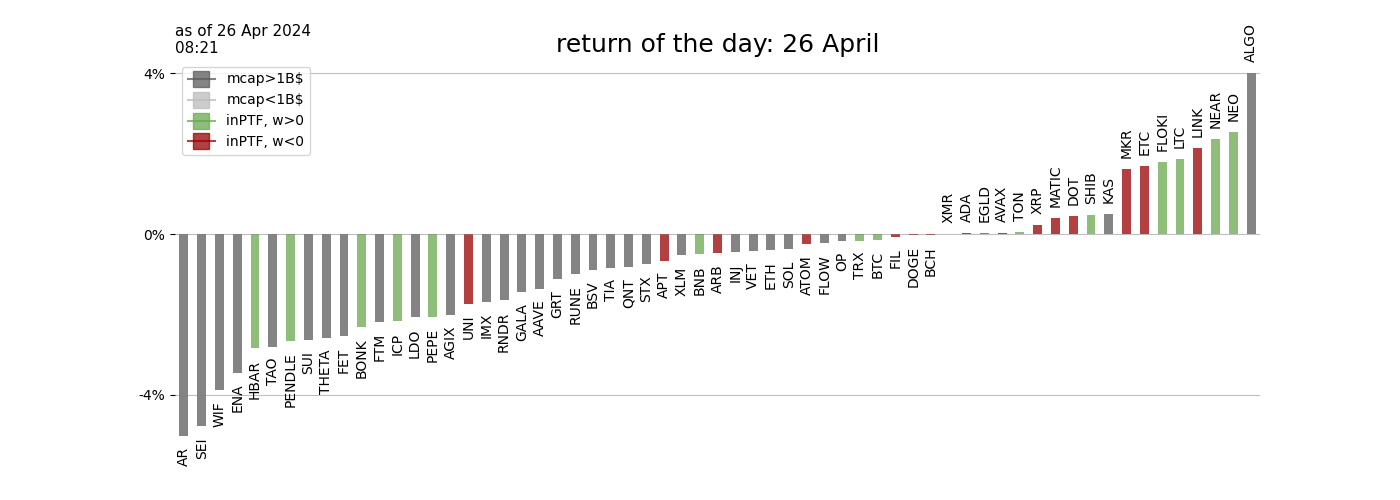 as of 26 Apr 2024
08:21
return of the day: 26 April
4%
0%
-4%
mcap>1B$
mcap<1B$
inPTF, w>0
inPTF, w<0
AR
SEI
WIF
ENA
HBAR
TAO
PENDLE
SUI
THETA
FET
BONK
FTM
ICP
LDO
PEPE
AGIX
UNI
IMX
RNDR
GALA
AAVE
GRT
RUNE
BSV
TIA
QNT
STX
APT
XLM
BNB
ARB
INJ
VET
ETH
SOL
ATOM
FLOW
OP
TRX
BTC
FIL
DOGE
BCH
XMR
ADA
EGLD
AVAX
TON
XRP
MATIC
DOT
SHIB
KAS
MKR
ETC
FLOKI
LTC
LINK
NEAR
NEO
ALGO